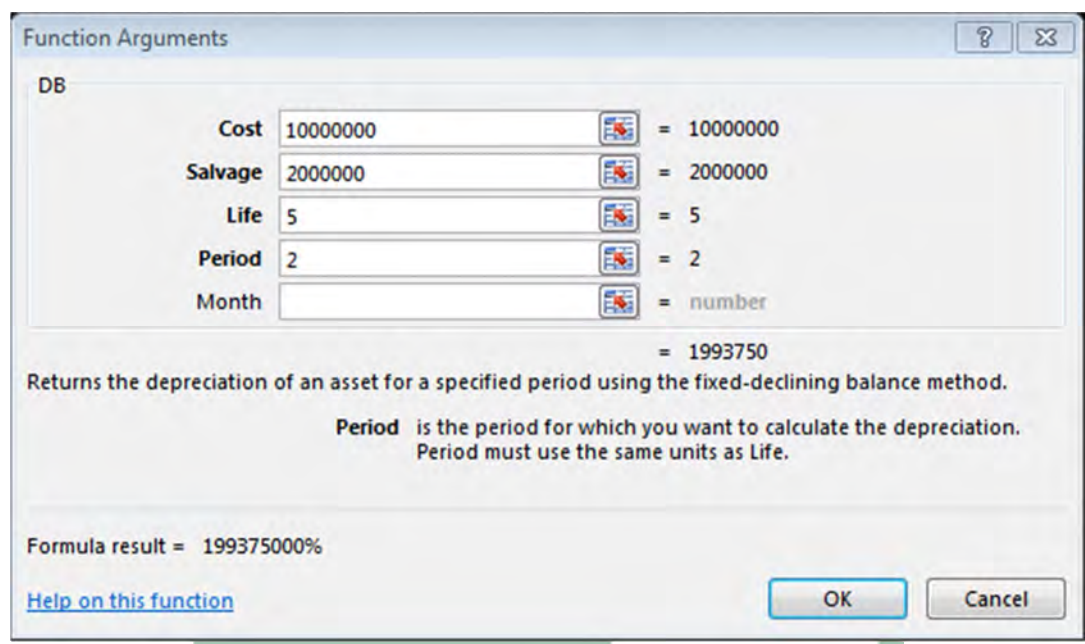 Function Arguments
DB
Cost 10000000 = 10000000
Salvage 2000000 = 2000000
Life 5 = 5
Period 2 = 2
Month = number
= 1993750
Returns the depreciation of an asset for a specified period using the fixed-declining balance method.
Period is the period for which you want to calculate the depreciation.
Period must use the same units as Life.
Formula result = 199375000%
Help on this function OK Cancel